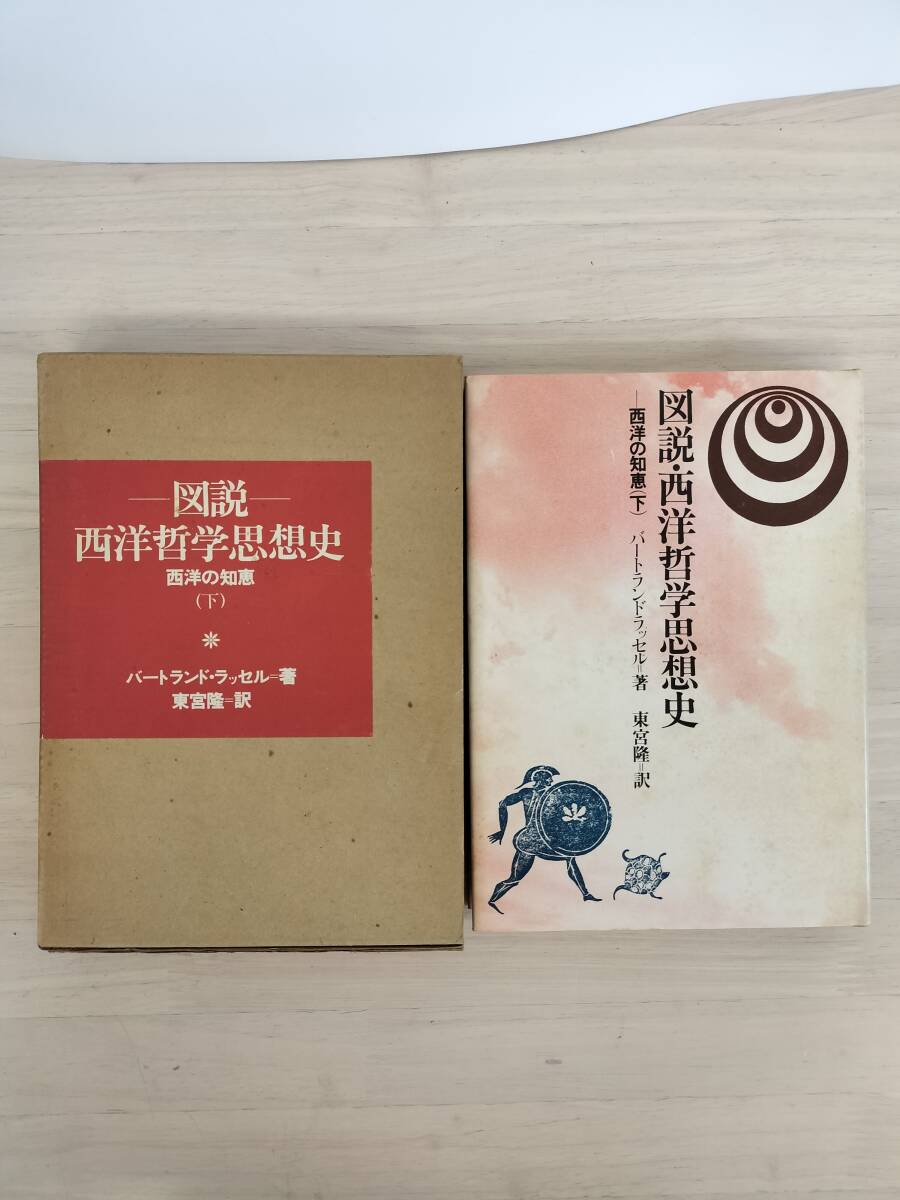 ―図説―
西洋哲学思想史
西洋の知恵
(下)
バートランド・ラッセル=著
東宮隆=訳
図説・西洋哲学思想史
―西洋の知恵(下) バートランド・ラッセル=著 東宮隆=訳